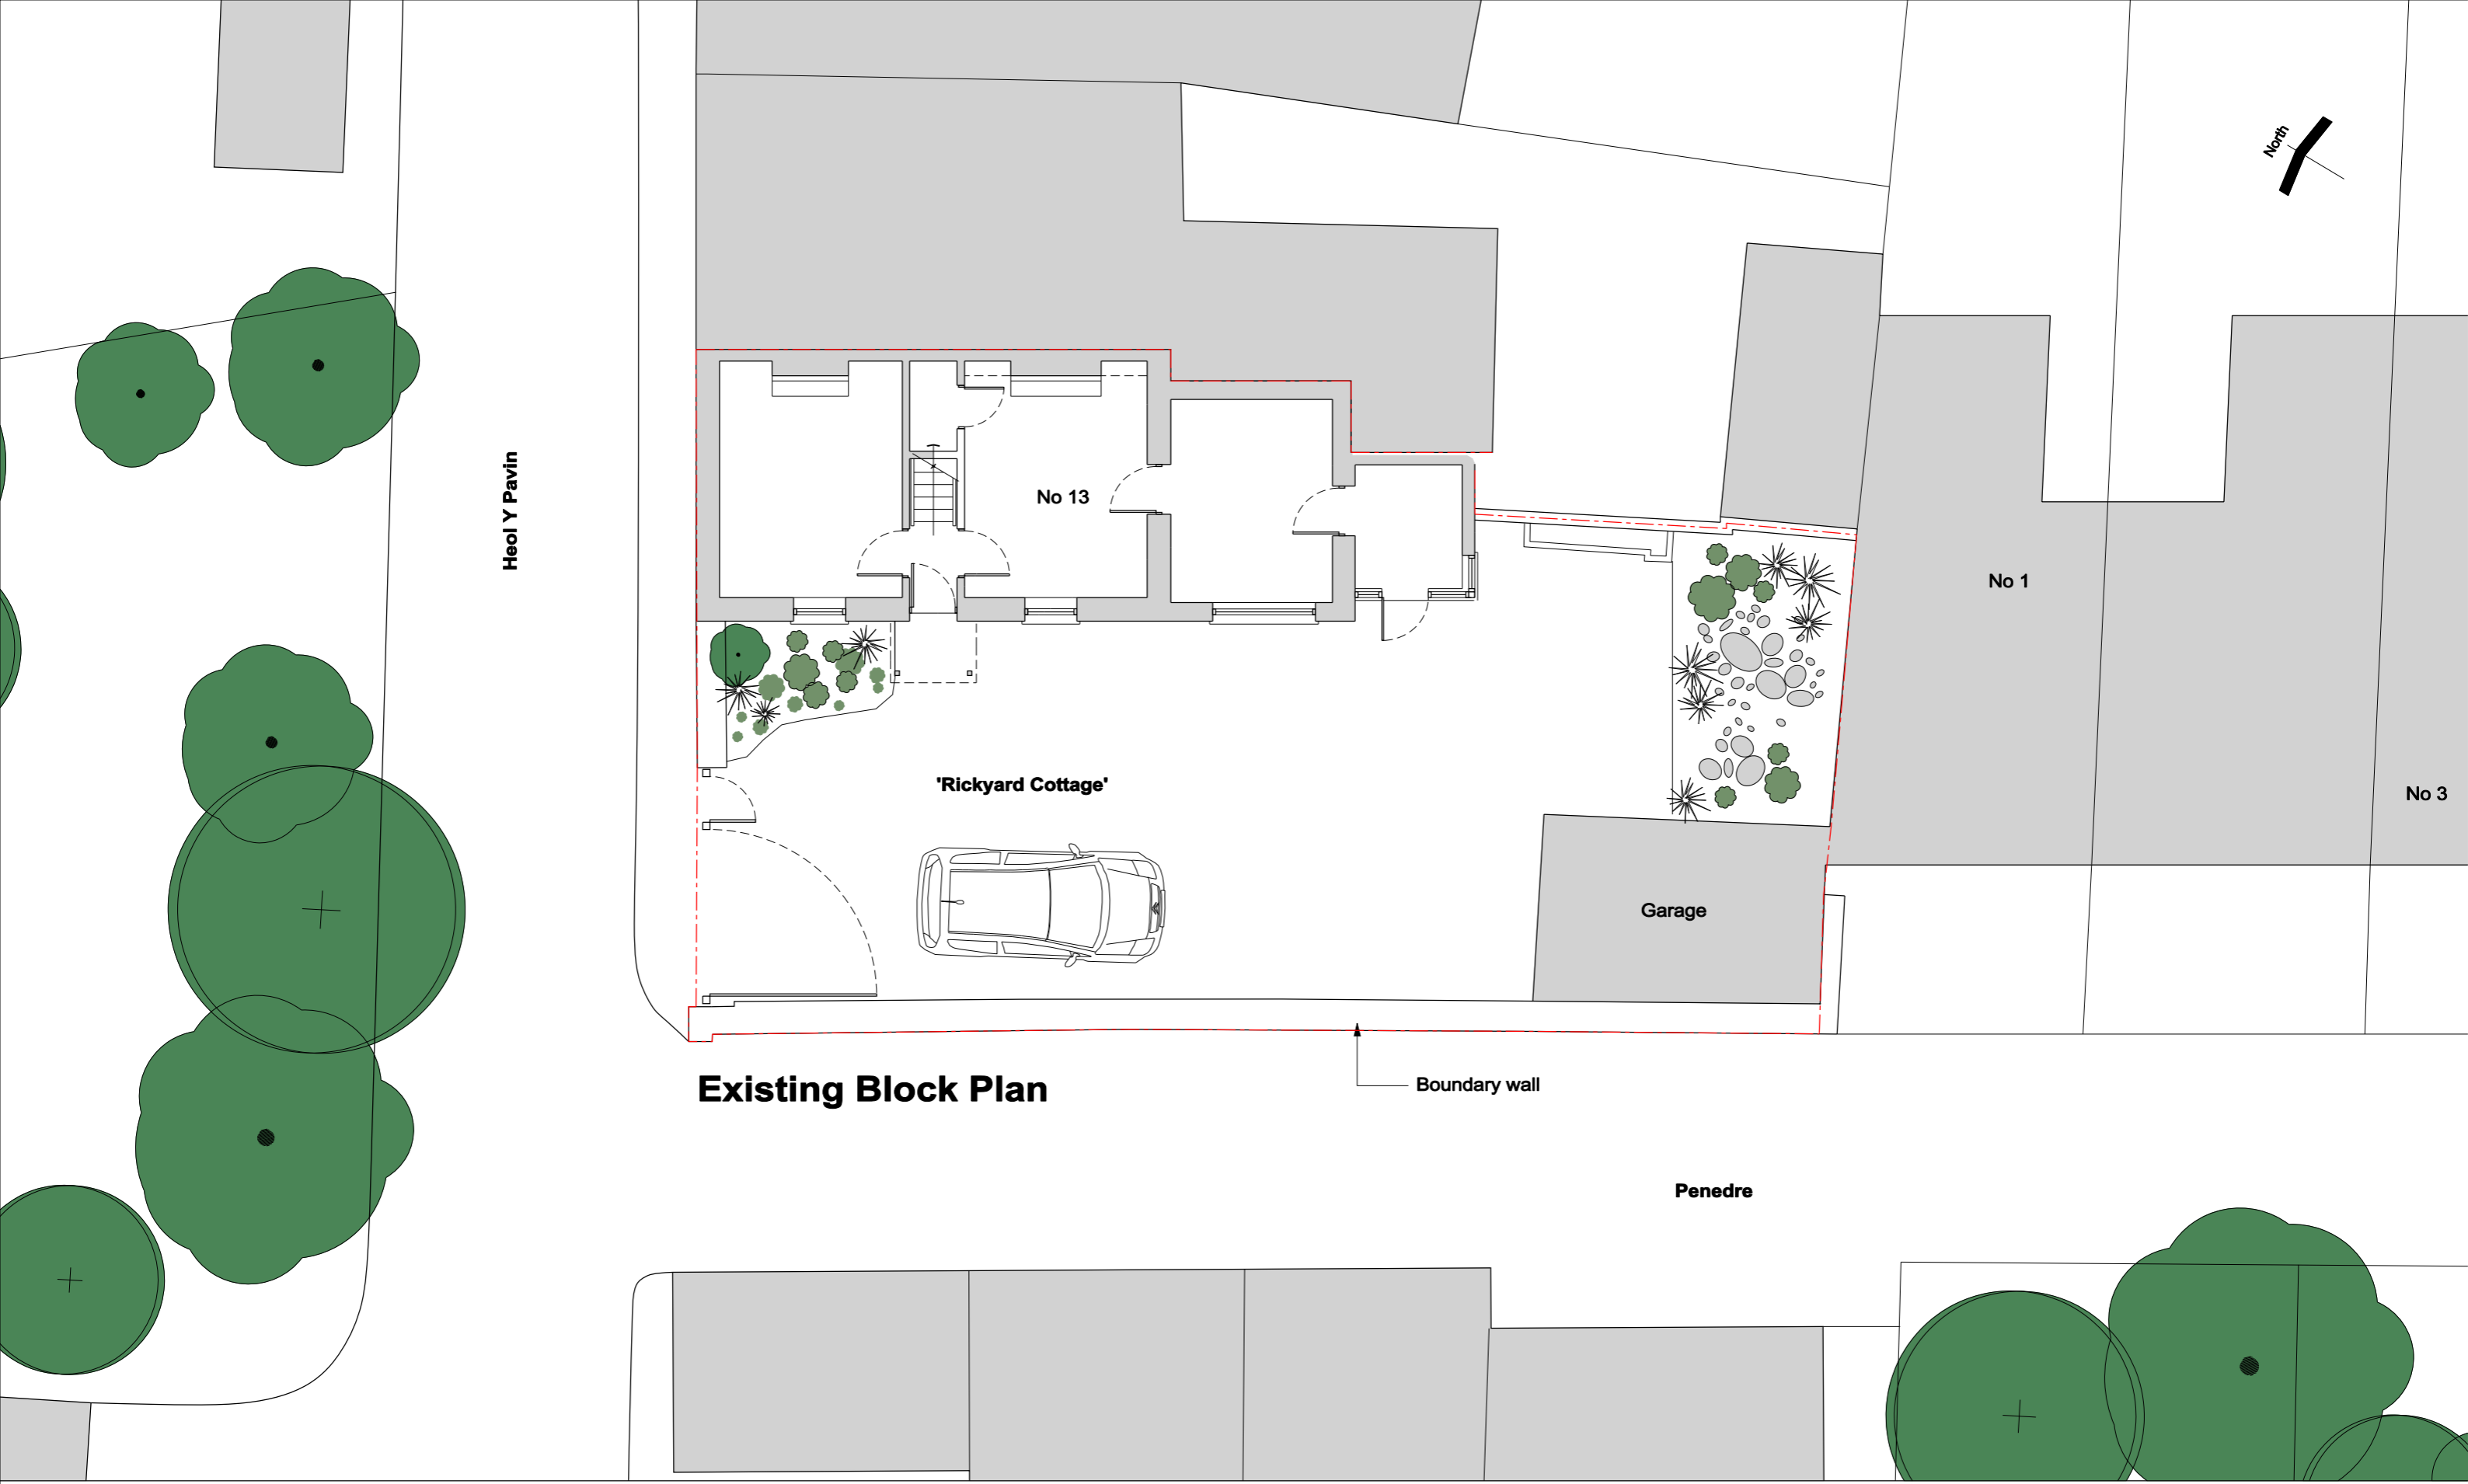 North
Heol Y Pavin
No 13
No 1
'Rickyard Cottage'
No 3
Garage
Existing Block Plan
Boundary wall
Penedre